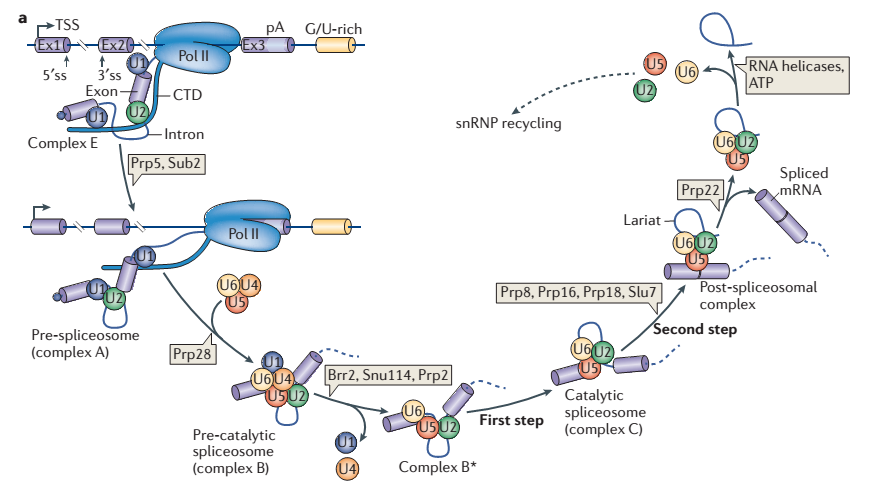 a
TSS
pA
G/U-rich
Ex1
Ex2
Pol II
Ex3
5′ss
3′ss
U1
Exon
CTD
U1
U2
Complex E
Intron
Prp5, Sub2
Pol II
U1
U1
U2
Pre-spliceosome
(complex A)
U6
U4
U5
Prp28
U1
U6
U4
U5
U2
Pre-catalytic
spliceosome
(complex B)
Brr2, Snu114, Prp2
U1
U4
U6
U5
U2
Complex B*
First step
U6
U2
U5
Catalytic
spliceosome
(complex C)
Prp8, Prp16, Prp18, Slu7
Second step
Lariat
U6
U2
U5
Post-spliceosomal
complex
Prp22
Spliced
mRNA
U6
U2
U5
RNA helicases,
ATP
U5
U6
U2
snRNP recycling